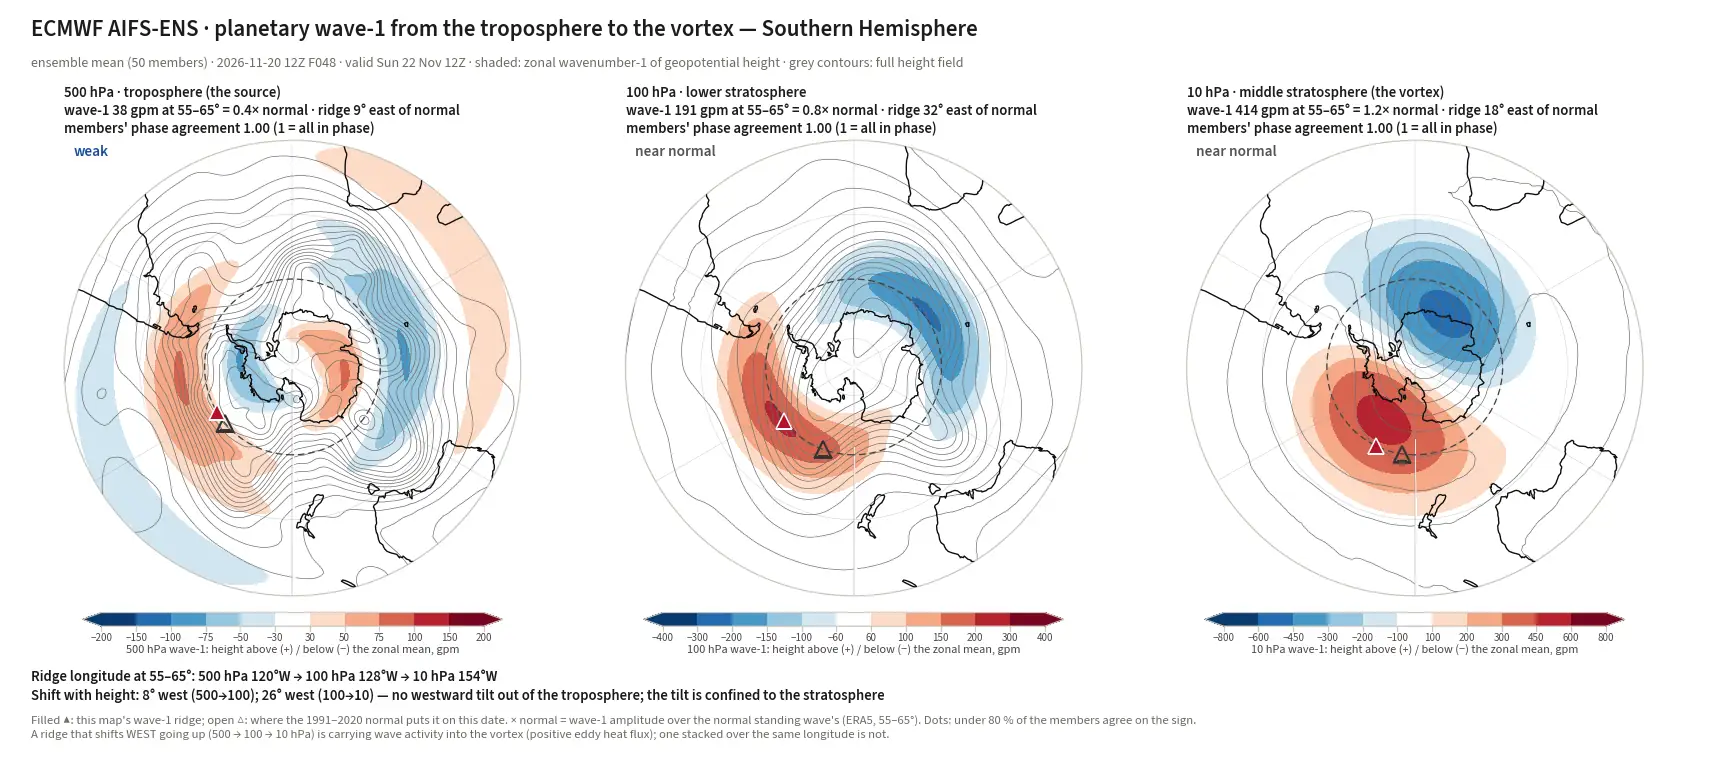 ECMWF AIFS-ENS · planetary wave-1 from the troposphere to the vortex — Southern Hemisphere
ensemble mean (50 members) · 2026-11-20 12Z F048 · valid Sun 22 Nov 12Z · shaded: zonal wavenumber-1 of geopotential height · grey contours: full height field
500 hPa · troposphere (the source)
wave-1 38 gpm at 55–65° = 0.4× normal · ridge 9° east of normal
members' phase agreement 1.00 (1 = all in phase)
weak
100 hPa · lower stratosphere
wave-1 191 gpm at 55–65° = 0.8× normal · ridge 32° east of normal
members' phase agreement 1.00 (1 = all in phase)
near normal
10 hPa · middle stratosphere (the vortex)
wave-1 414 gpm at 55–65° = 1.2× normal · ridge 18° east of normal
members' phase agreement 1.00 (1 = all in phase)
near normal
−200 −150 −100 −75 −50 −30 30 50 75 100 150 200
500 hPa wave-1: height above (+) / below (−) the zonal mean, gpm
−400 −300 −200 −150 −100 −60 60 100 150 200 300 400
100 hPa wave-1: height above (+) / below (−) the zonal mean, gpm
−800 −600 −450 −300 −200 −100 100 200 300 450 600 800
10 hPa wave-1: height above (+) / below (−) the zonal mean, gpm
Ridge longitude at 55–65°: 500 hPa 120°W → 100 hPa 128°W → 10 hPa 154°W
Shift with height: 8° west (500→100); 26° west (100→10) — no westward tilt out of the troposphere; the tilt is confined to the stratosphere
Filled ▲: this map's wave-1 ridge; open △: where the 1991–2020 normal puts it on this date. × normal = wave-1 amplitude over the normal standing wave's (ERA5, 55–65°). Dots: under 80 % of the members agree on the sign.
A ridge that shifts WEST going up (500 → 100 → 10 hPa) is carrying wave activity into the vortex (positive eddy heat flux); one stacked over the same longitude is not.